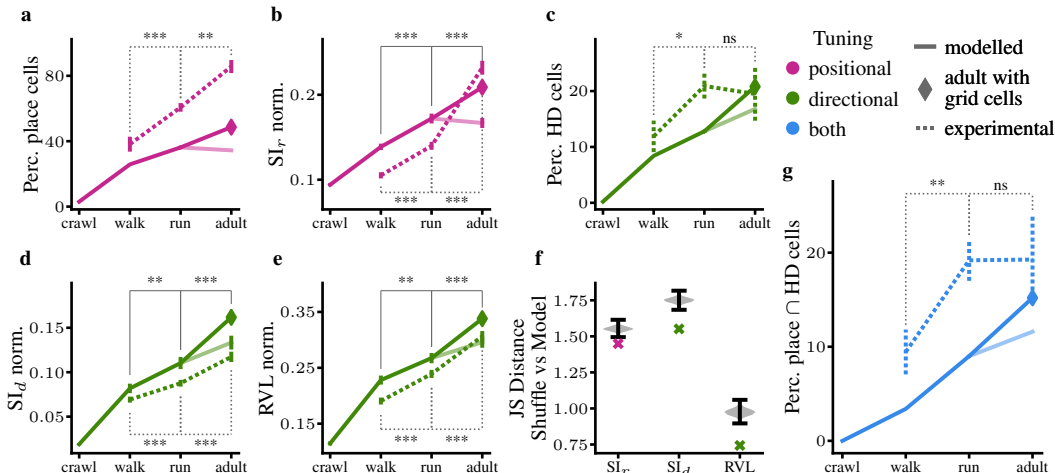 a
***
**
80
40
0
Perc. place cells
crawl
walk
run
adult
b
***
***
0.2
0.1
SIr norm.
***
***
crawl
walk
run
adult
c
*
ns
20
10
0
Perc. HD cells
crawl
walk
run
adult
Tuning
positional
directional
both
modelled
adult with
grid cells
experimental
d
**
***
0.15
0.10
0.05
SId norm.
***
***
crawl
walk
run
adult
e
**
***
0.35
0.25
0.15
RVL norm.
***
***
crawl
walk
run
adult
f
1.75
1.50
1.25
1.00
0.75
JS Distance
Shuffle vs Model
SIr
SId
RVL
g
**
ns
20
10
0
Perc. place ∩ HD cells
crawl
walk
run
adult